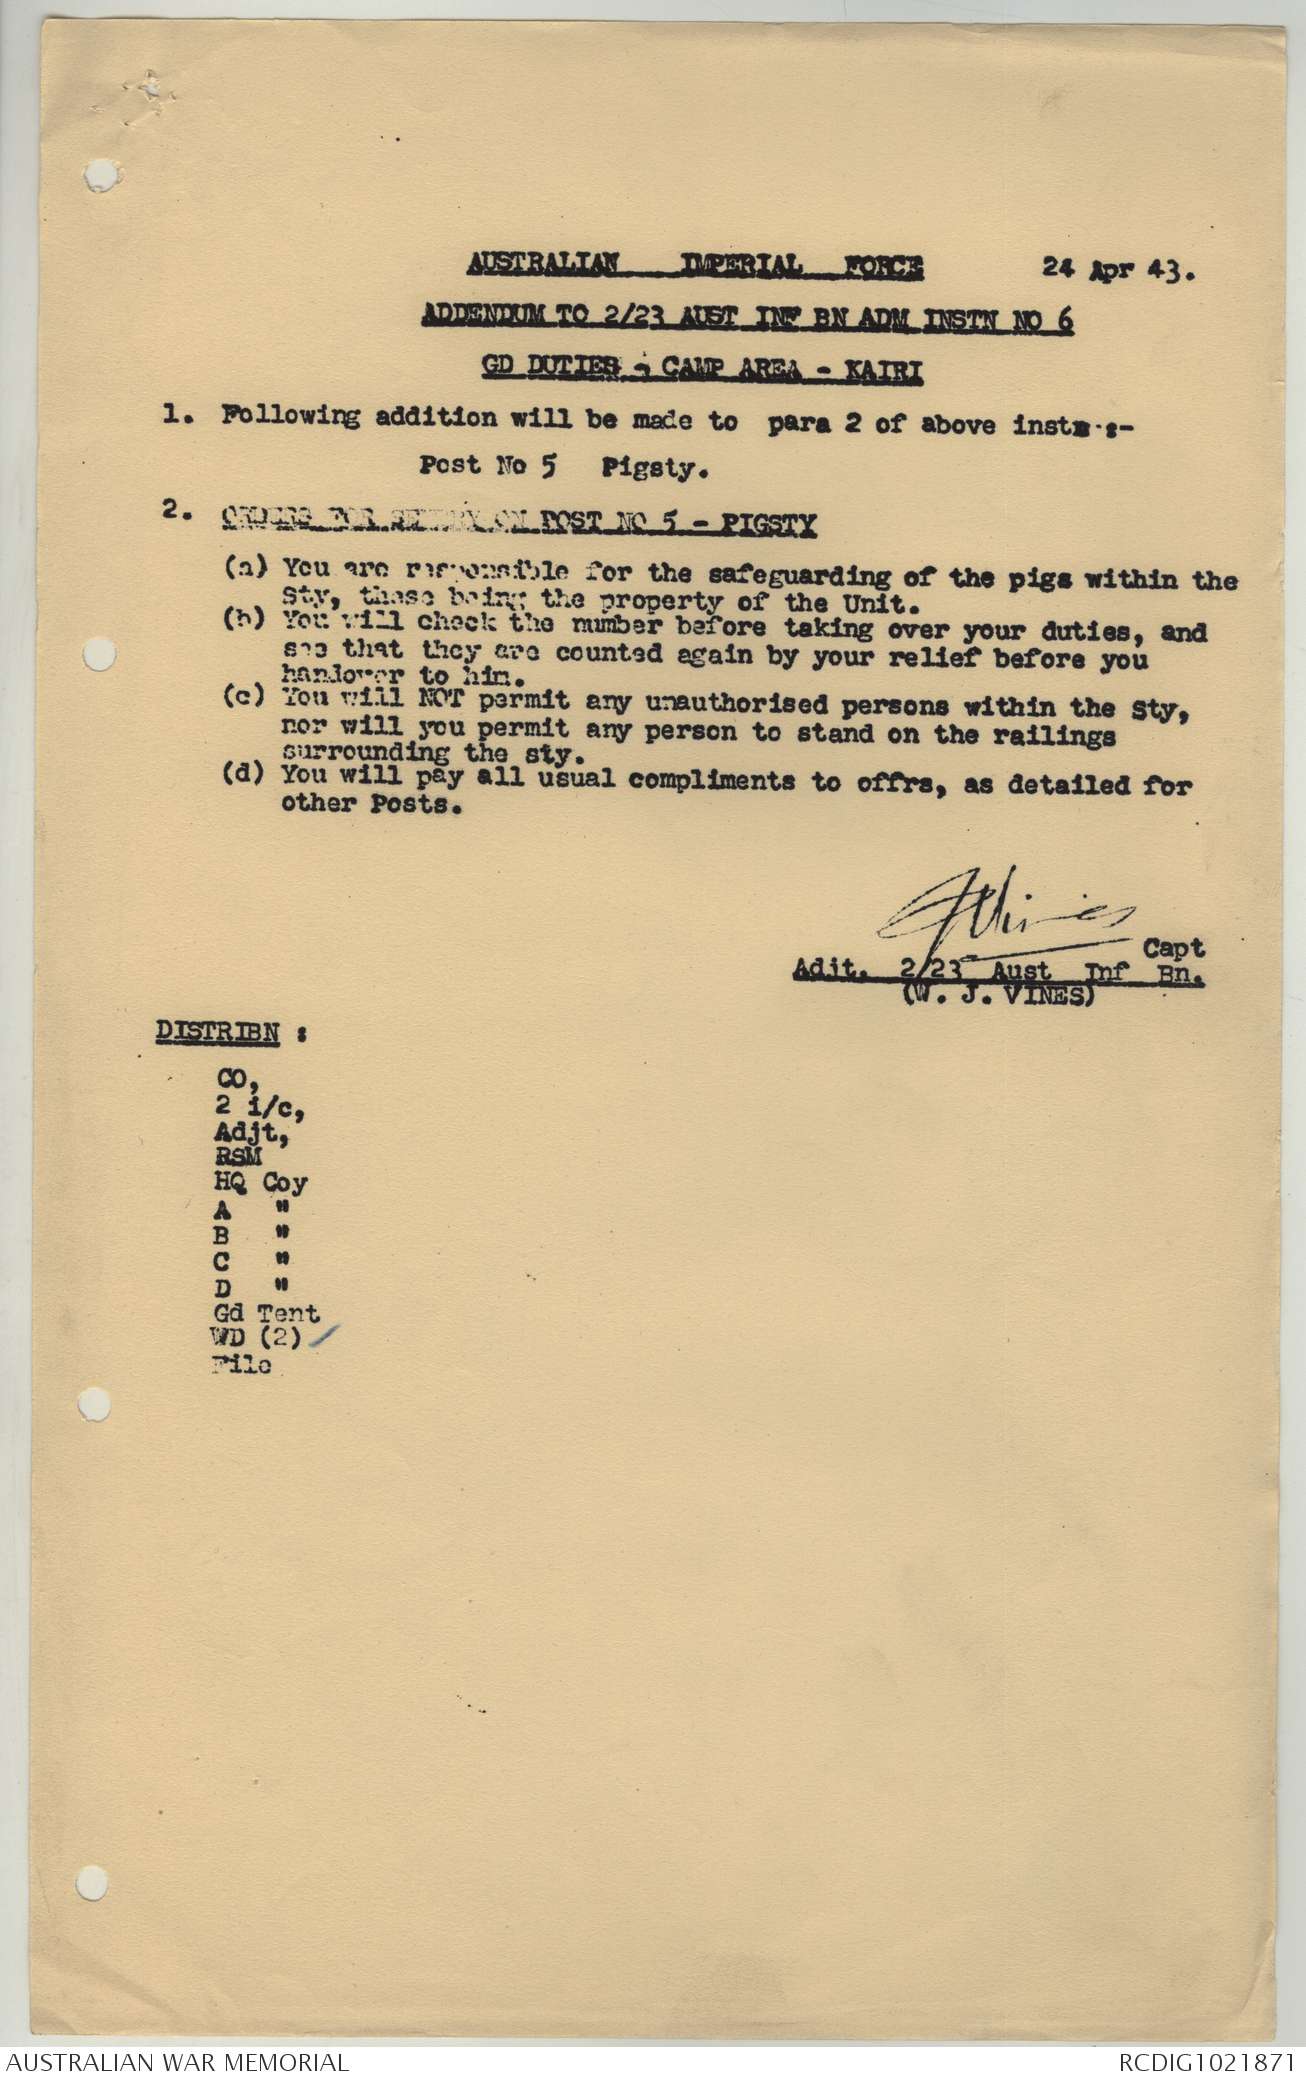 AUSTRALIAN IMPERIAL FORCE 24 Apr 43.
ADDENDUM TO 2/23 AUST INF BN ADM INSTN NO 6
GD DUTIES - CAMP AREA - KAIRI
1. Following addition will be made to para 2 of above instn:-
Post No 5 Pigsty.
2. ORDERS FOR SENTRY ON POST NO 5 - PIGSTY
(a) You are responsible for the safeguarding of the pigs within the
Sty, these being the property of the Unit.
(b) You will check the number before taking over your duties, and
see that they are counted again by your relief before you
handover to him.
(c) You will NOT permit any unauthorised persons within the Sty,
nor will you permit any person to stand on the railings
surrounding the sty.
(d) You will pay all usual compliments to offrs, as detailed for
other Posts.
Capt
Adjt. 2/23 Aust Inf Bn.
(W. J. VINES)
DISTRIBN :
CO,
2 i/c,
Adjt,
RSM
HQ Coy
A "
B "
C "
D "
Gd Tent
WD (2)
File
AUSTRALIAN WAR MEMORIAL RCDIG1021871